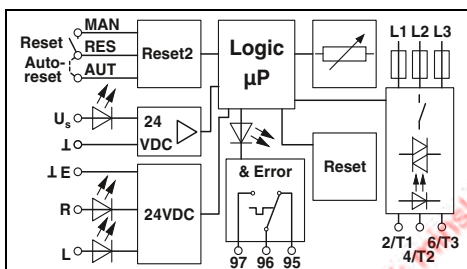 MAN
L1 L2 L3
Reset
RES
Reset2
Logic
µP
Auto-
reset
AUT
Us
24
VDC
⊥
⊥ E
& Error
Reset
R
24VDC
L
97 96 95
2/T1 6/T3
4/T2